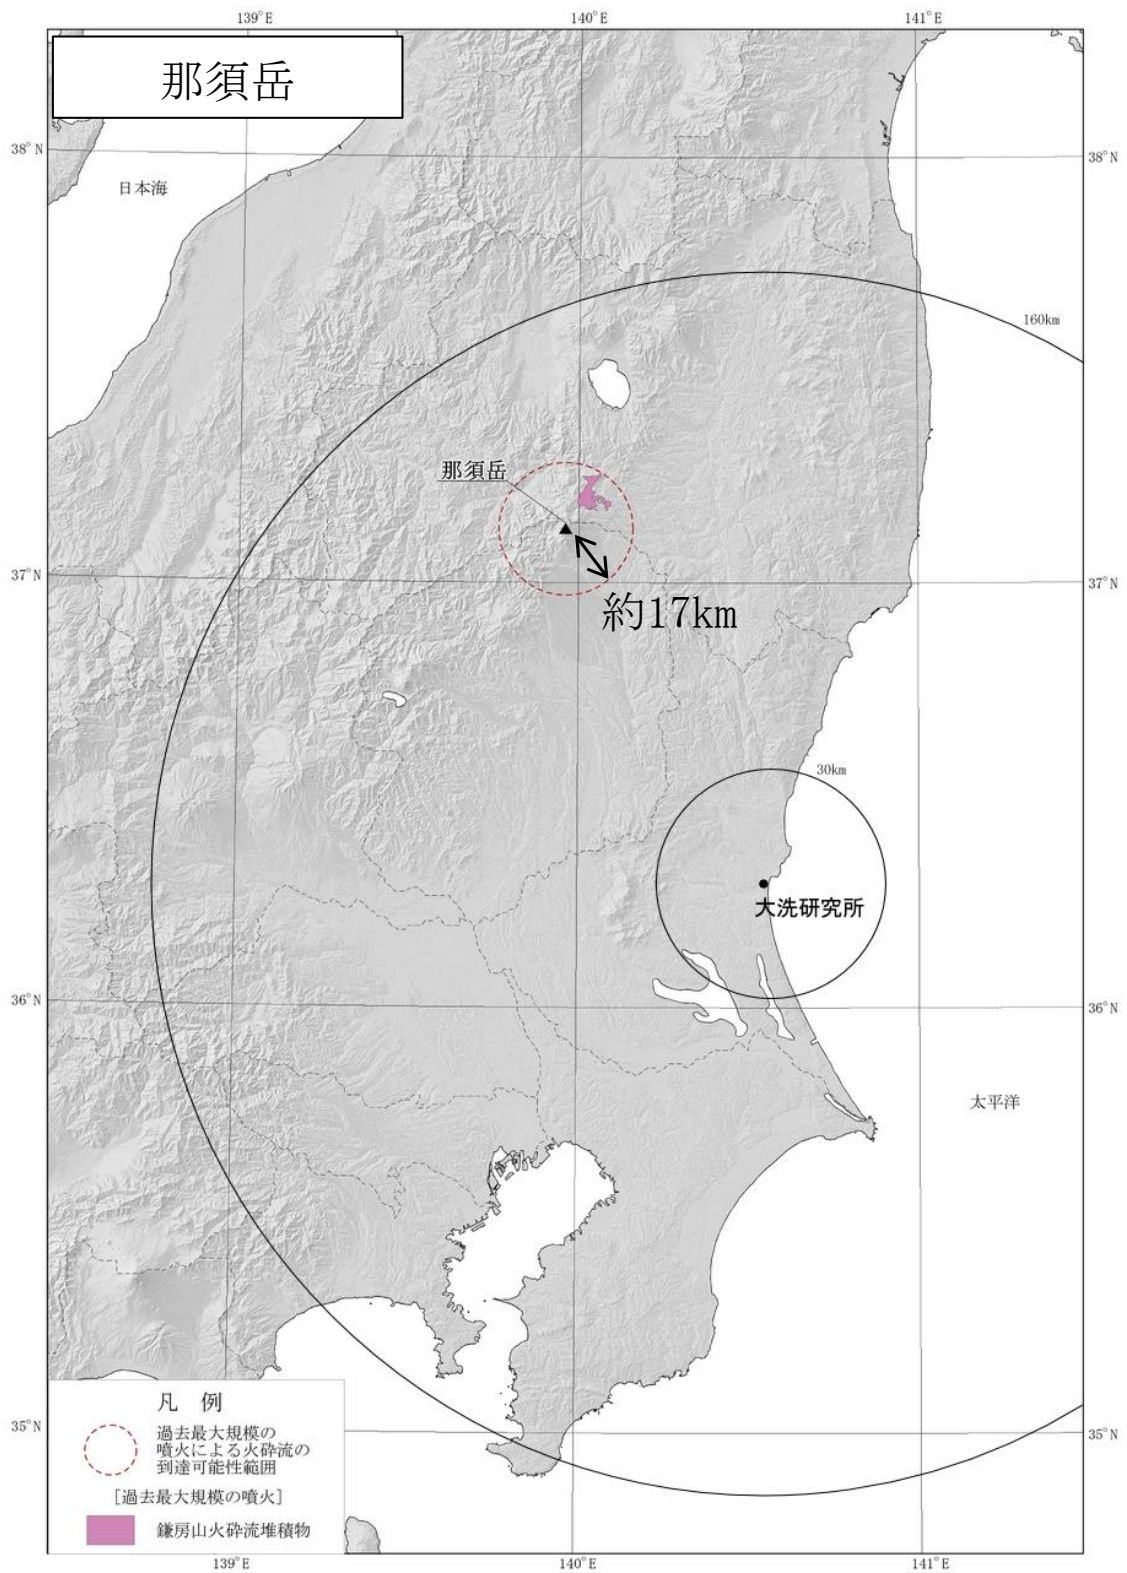 139°E
140°E
141°E
那須岳
38°N
38°N
日本海
160km
那須岳
37°N
37°N
約17km
30km
大洗研究所
36°N
36°N
太平洋
凡 例
35°N
35°N
過去最大規模の
噴火による火砕流の
到達可能性範囲
[過去最大規模の噴火]
鎌房山火砕流堆積物
139°E
140°E
141°E